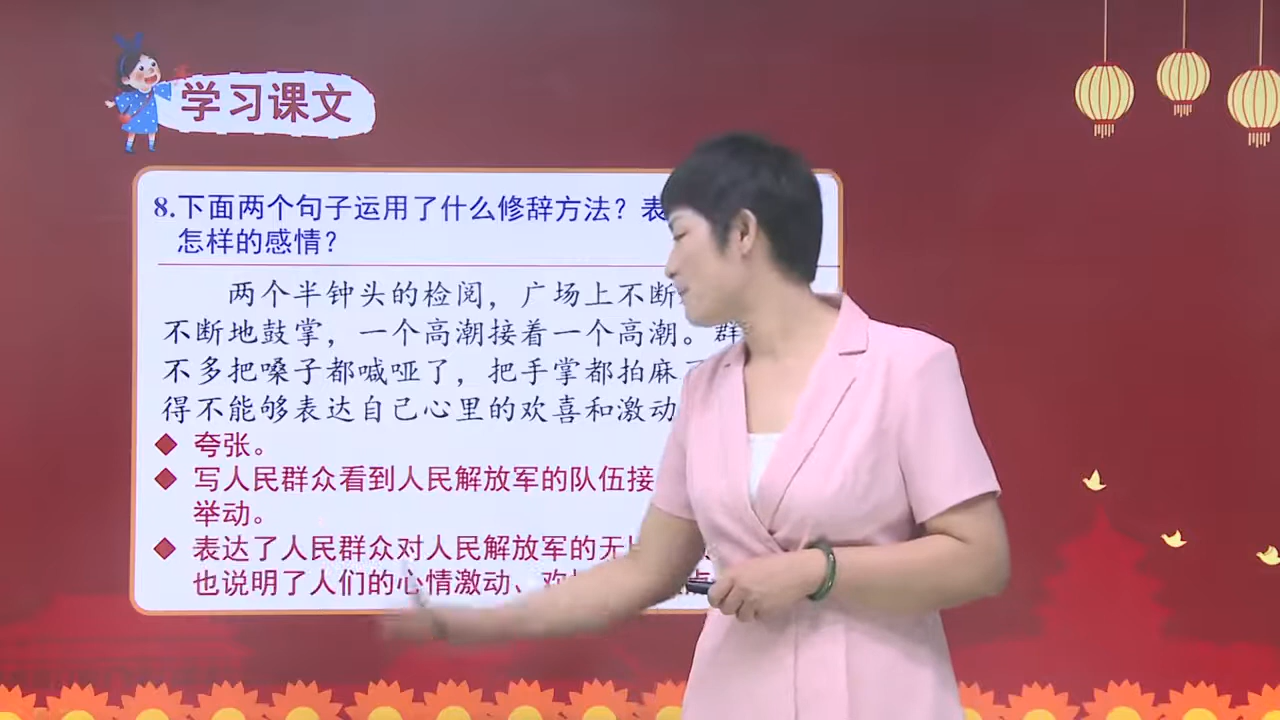 学习课文
8.下面两个句子运用了什么修辞方法？表
怎样的感情？
两个半钟头的检阅，广场上不断
不断地鼓掌，一个高潮接着一个高潮。群
不多把嗓子都喊哑了，把手掌都拍麻
得不能够表达自己心里的欢喜和激动
夸张。
写人民群众看到人民解放军的队伍接
举动。
表达了人民群众对人民解放军的无
也说明了人们的心情激动、欢